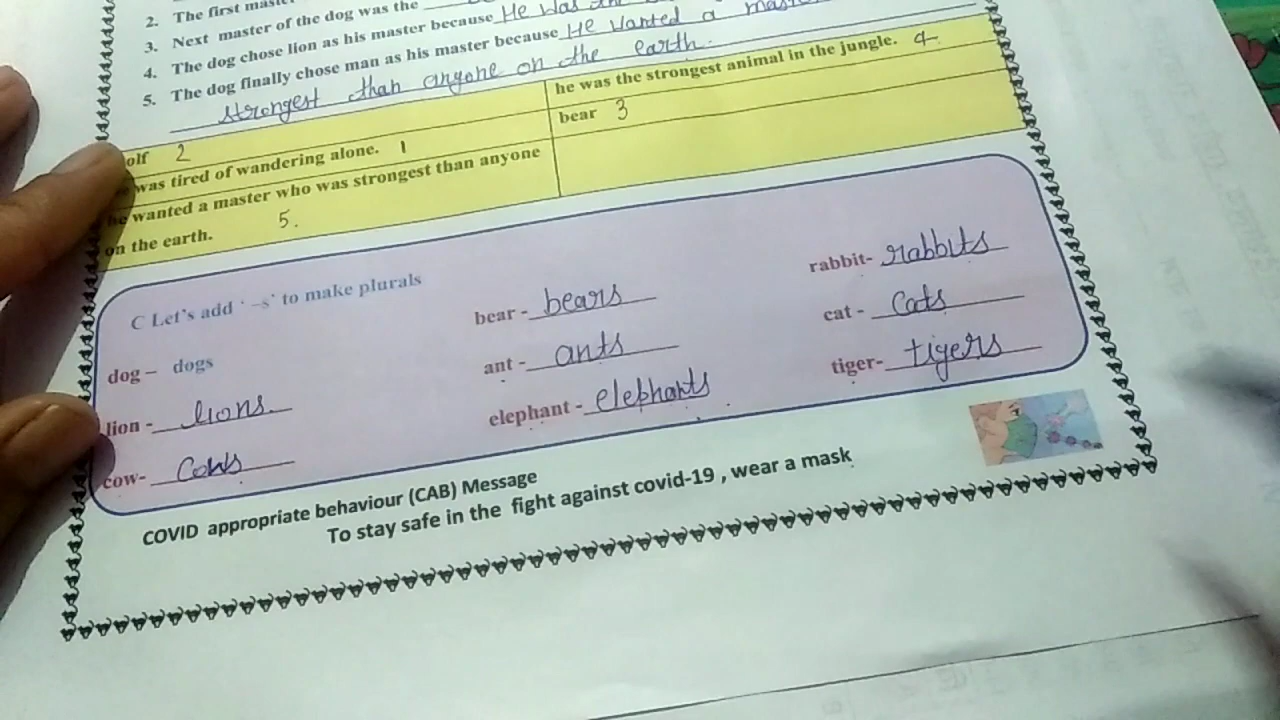 2. The first master
3. Next master of the dog was the
4. The dog chose lion as his master because He was
5. The dog finally chose man as his master because He wanted a
strongest than anyone on the earth.
olf 2
he was the strongest animal in the jungle. 4
was tired of wandering alone. 1
bear 3
he wanted a master who was strongest than anyone
on the earth. 5.
C Let's add ‘–s’ to make plurals
dog – dogs
bear - bears
rabbit- rabbits
lion - lions
ant - ants
cat - cats
cow- cows
elephant - elephants
tiger- tigers
COVID appropriate behaviour (CAB) Message
To stay safe in the fight against covid-19 , wear a mask